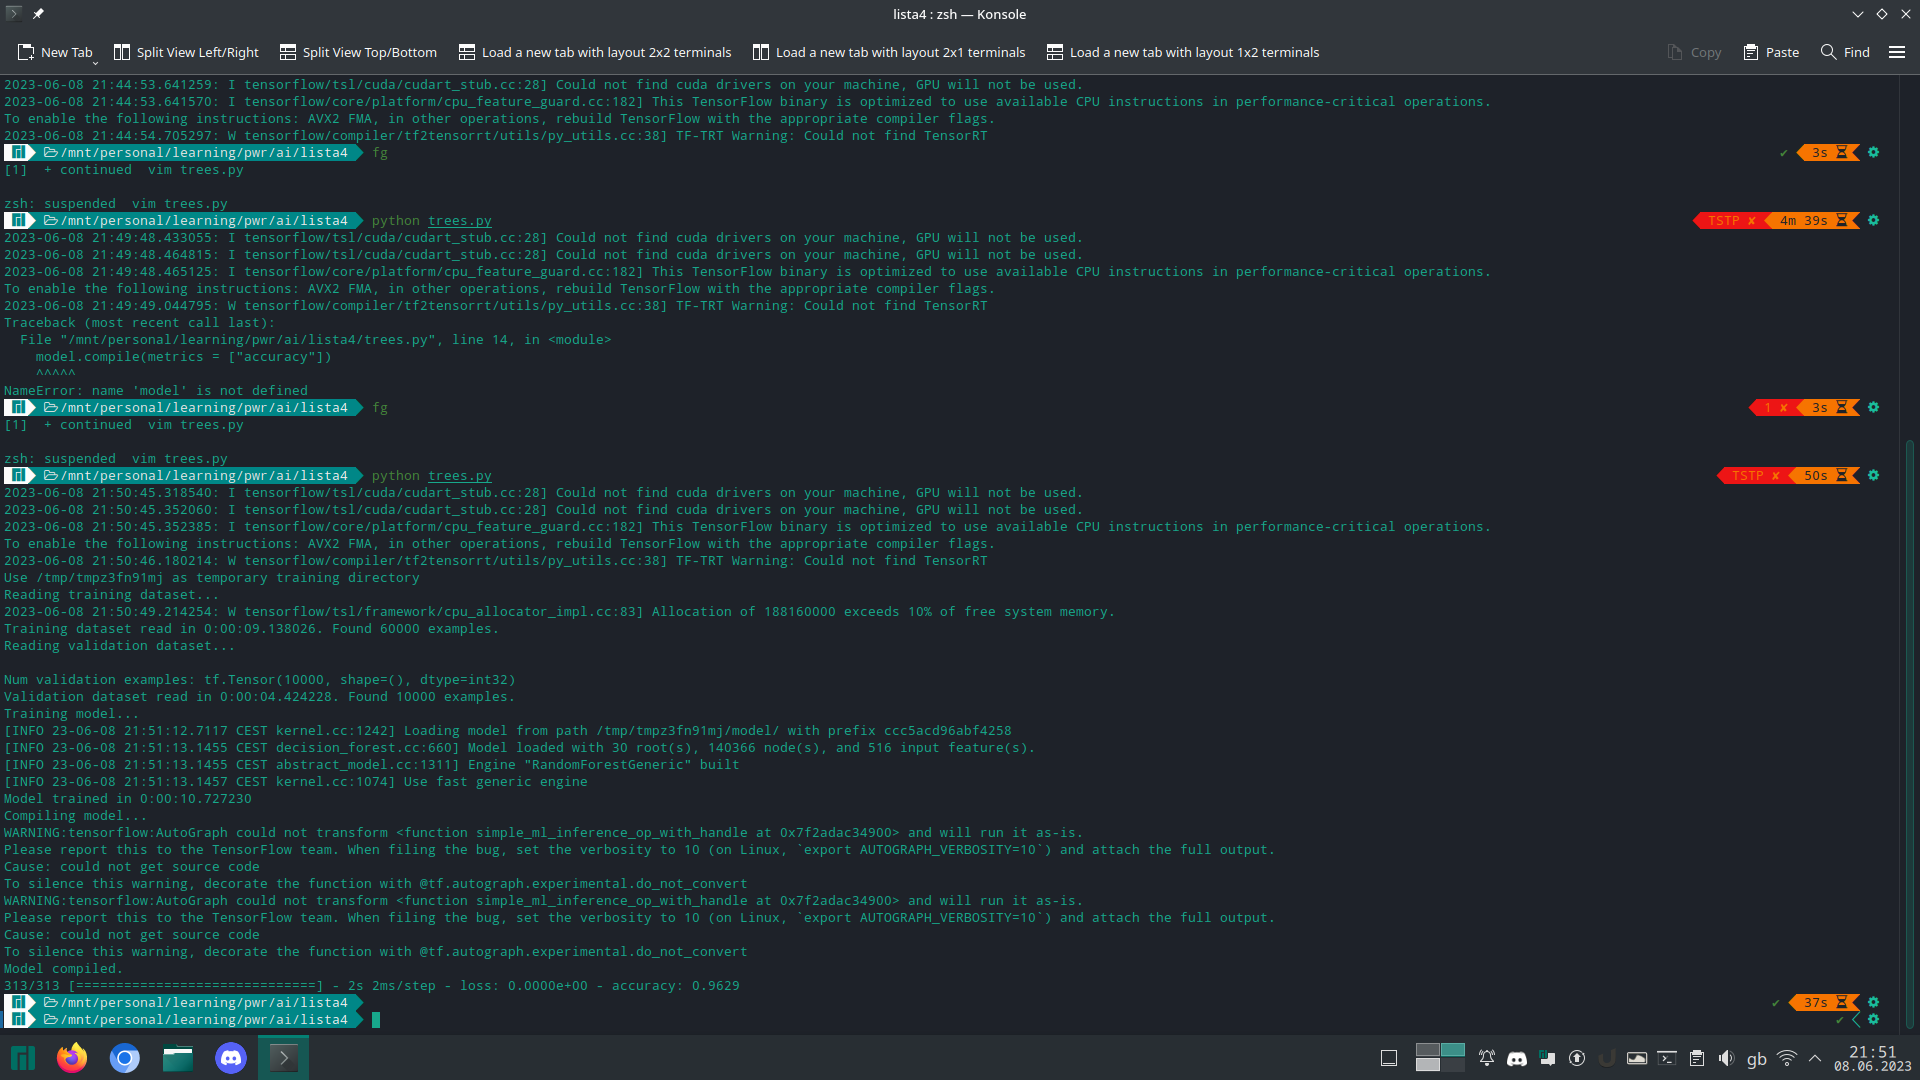 lista4 : zsh — Konsole
New Tab Split View Left/Right Split View Top/Bottom Load a new tab with layout 2x2 terminals Load a new tab with layout 2x1 terminals Load a new tab with layout 1x2 terminals Copy Paste Find
2023-06-08 21:44:53.641259: I tensorflow/tsl/cuda/cudart_stub.cc:28] Could not find cuda drivers on your machine, GPU will not be used.
2023-06-08 21:44:53.641570: I tensorflow/core/platform/cpu_feature_guard.cc:182] This TensorFlow binary is optimized to use available CPU instructions in performance-critical operations.
To enable the following instructions: AVX2 FMA, in other operations, rebuild TensorFlow with the appropriate compiler flags.
2023-06-08 21:44:54.705297: W tensorflow/compiler/tf2tensorrt/utils/py_utils.cc:38] TF-TRT Warning: Could not find TensorRT
/mnt/personal/learning/pwr/ai/lista4 fg ✔ 3s
[1]  + continued  vim trees.py
zsh: suspended  vim trees.py
/mnt/personal/learning/pwr/ai/lista4 python trees.py TSTP ✘ 4m 39s
2023-06-08 21:49:48.433055: I tensorflow/tsl/cuda/cudart_stub.cc:28] Could not find cuda drivers on your machine, GPU will not be used.
2023-06-08 21:49:48.464815: I tensorflow/tsl/cuda/cudart_stub.cc:28] Could not find cuda drivers on your machine, GPU will not be used.
2023-06-08 21:49:48.465125: I tensorflow/core/platform/cpu_feature_guard.cc:182] This TensorFlow binary is optimized to use available CPU instructions in performance-critical operations.
To enable the following instructions: AVX2 FMA, in other operations, rebuild TensorFlow with the appropriate compiler flags.
2023-06-08 21:49:49.044795: W tensorflow/compiler/tf2tensorrt/utils/py_utils.cc:38] TF-TRT Warning: Could not find TensorRT
Traceback (most recent call last):
  File "/mnt/personal/learning/pwr/ai/lista4/trees.py", line 14, in <module>
    model.compile(metrics = ["accuracy"])
    ^^^^^
NameError: name 'model' is not defined
/mnt/personal/learning/pwr/ai/lista4 fg 1 ✘ 3s
[1]  + continued  vim trees.py
zsh: suspended  vim trees.py
/mnt/personal/learning/pwr/ai/lista4 python trees.py TSTP ✘ 50s
2023-06-08 21:50:45.318540: I tensorflow/tsl/cuda/cudart_stub.cc:28] Could not find cuda drivers on your machine, GPU will not be used.
2023-06-08 21:50:45.352060: I tensorflow/tsl/cuda/cudart_stub.cc:28] Could not find cuda drivers on your machine, GPU will not be used.
2023-06-08 21:50:45.352385: I tensorflow/core/platform/cpu_feature_guard.cc:182] This TensorFlow binary is optimized to use available CPU instructions in performance-critical operations.
To enable the following instructions: AVX2 FMA, in other operations, rebuild TensorFlow with the appropriate compiler flags.
2023-06-08 21:50:46.180214: W tensorflow/compiler/tf2tensorrt/utils/py_utils.cc:38] TF-TRT Warning: Could not find TensorRT
Use /tmp/tmpz3fn91mj as temporary training directory
Reading training dataset...
2023-06-08 21:50:49.214254: W tensorflow/tsl/framework/cpu_allocator_impl.cc:83] Allocation of 188160000 exceeds 10% of free system memory.
Training dataset read in 0:00:09.138026. Found 60000 examples.
Reading validation dataset...
Num validation examples: tf.Tensor(10000, shape=(), dtype=int32)
Validation dataset read in 0:00:04.424228. Found 10000 examples.
Training model...
[INFO 23-06-08 21:51:12.7117 CEST kernel.cc:1242] Loading model from path /tmp/tmpz3fn91mj/model/ with prefix ccc5acd96abf4258
[INFO 23-06-08 21:51:13.1455 CEST decision_forest.cc:660] Model loaded with 30 root(s), 140366 node(s), and 516 input feature(s).
[INFO 23-06-08 21:51:13.1455 CEST abstract_model.cc:1311] Engine "RandomForestGeneric" built
[INFO 23-06-08 21:51:13.1457 CEST kernel.cc:1074] Use fast generic engine
Model trained in 0:00:10.727230
Compiling model...
WARNING:tensorflow:AutoGraph could not transform <function simple_ml_inference_op_with_handle at 0x7f2adac34900> and will run it as-is.
Please report this to the TensorFlow team. When filing the bug, set the verbosity to 10 (on Linux, `export AUTOGRAPH_VERBOSITY=10`) and attach the full output.
Cause: could not get source code
To silence this warning, decorate the function with @tf.autograph.experimental.do_not_convert
WARNING:tensorflow:AutoGraph could not transform <function simple_ml_inference_op_with_handle at 0x7f2adac34900> and will run it as-is.
Please report this to the TensorFlow team. When filing the bug, set the verbosity to 10 (on Linux, `export AUTOGRAPH_VERBOSITY=10`) and attach the full output.
Cause: could not get source code
To silence this warning, decorate the function with @tf.autograph.experimental.do_not_convert
Model compiled.
313/313 [==============================] - 2s 2ms/step - loss: 0.0000e+00 - accuracy: 0.9629
/mnt/personal/learning/pwr/ai/lista4 ✔ 37s
/mnt/personal/learning/pwr/ai/lista4 ✔
gb 21:51
08.06.2023